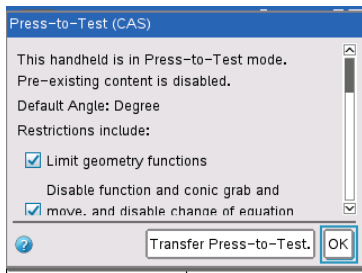 Press-to-Test (CAS)
This handheld is in Press-to-Test mode.
Pre-existing content is disabled.
Default Angle: Degree
Restrictions include:
Limit geometry functions
Disable function and conic grab and
move, and disable change of equation
?
Transfer Press-to-Test.
OK